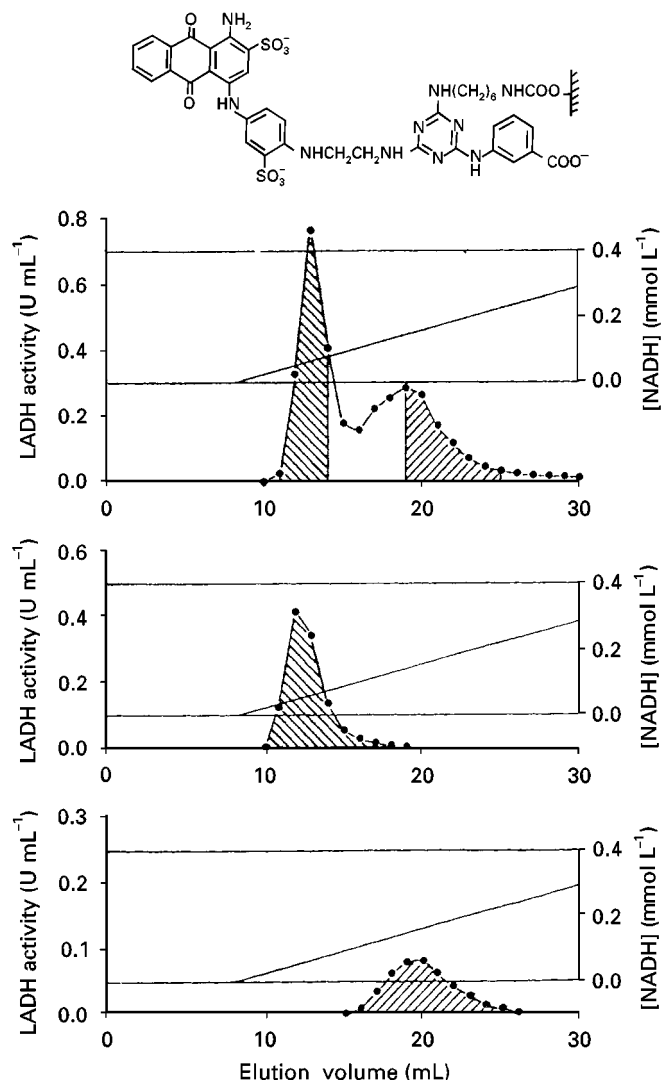 O
NH₂
SO₃⁻
O
HN
SO₃⁻
NHCH₂CH₂NH
HN(CH₂)₆ NHCOO
N
N
N
N
H
COO⁻
LADH activity (U mL⁻¹)
0.8
0.6
0.4
0.2
0.0
0
10
20
30
0.4
0.2
0.0
[NADH] (mmol L⁻¹)
LADH activity (U mL⁻¹)
0.6
0.4
0.2
0.0
0
10
20
30
0.4
0.2
0.0
[NADH] (mmol L⁻¹)
LADH activity (U mL⁻¹)
0.3
0.2
0.1
0.0
0
10
20
30
0.4
0.2
0.0
[NADH] (mmol L⁻¹)
Elution volume (mL)